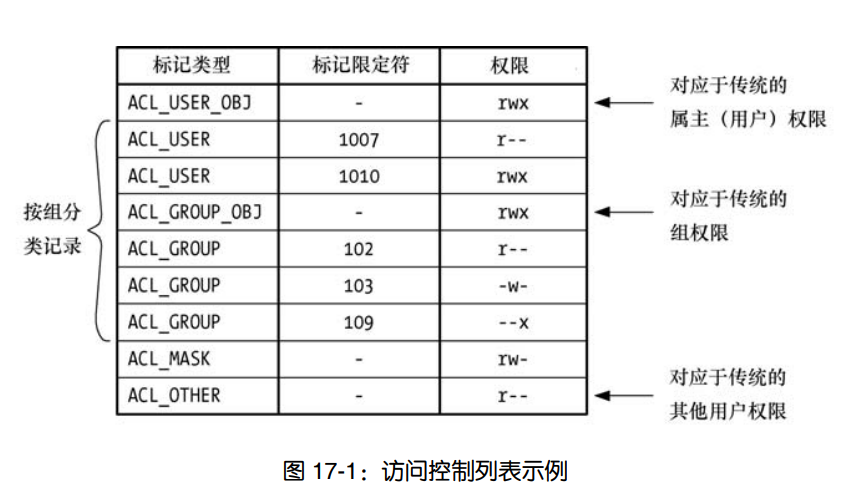 标记类型 标记限定符 权限
ACL_USER_OBJ - rwx
ACL_USER 1007 r--
ACL_USER 1010 rwx
ACL_GROUP_OBJ - rwx
ACL_GROUP 102 r--
ACL_GROUP 103 -w-
ACL_GROUP 109 --x
ACL_MASK - rw-
ACL_OTHER - r--
按组分
类记录
对应于传统的
属主（用户）权限
对应于传统的
组权限
对应于传统的
其他用户权限
图 17-1：访问控制列表示例